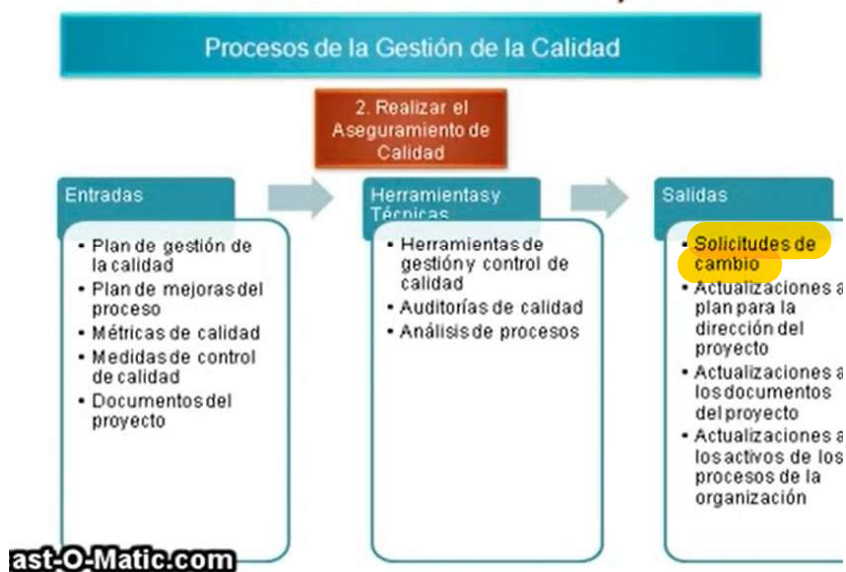 Procesos de la Gestión de la Calidad
2. Realizar el
Aseguramiento de
Calidad
Entradas
• Plan de gestión de
la calidad
• Plan de mejoras del
proceso
• Métricas de calidad
• Medidas de control
de calidad
• Documentos del
proyecto
Herramientas y
Técnicas
• Herramientas de
gestión y control de
calidad
• Auditorías de calidad
• Análisis de procesos
Salidas
• Solicitudes de
cambio
• Actualizaciones a
plan para la
dirección del
proyecto
• Actualizaciones a
los documentos
del proyecto
• Actualizaciones a
los activos de los
procesos de la
organización
ast-O-Matic.com